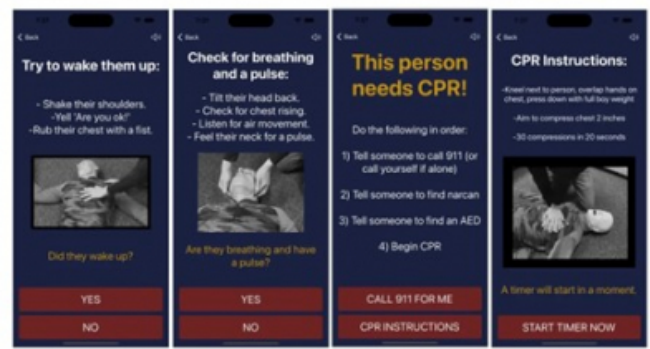 Back
Try to wake them up:
- Shake their shoulders.
-Yell 'Are you ok!'
-Rub their chest with a fist.
Did they wake up?
YES
NO
Back
Check for breathing
and a pulse:
- Tilt their head back.
- Check for chest rising.
- Listen for air movement.
- Feel their neck for a pulse.
Are they breathing and have
a pulse?
YES
NO
Back
This person
needs CPR!
Do the following in order:
1) Tell someone to call 911 (or
call yourself if alone)
2) Tell someone to find narcan
3) Tell someone to find an AED
4) Begin CPR
CALL 911 FOR ME
CPR INSTRUCTIONS
Back
CPR Instructions:
-Kneel next to person, overlap hands on
chest, press down with full boy weight
-Aim to compress chest 2 inches
-30 compressions in 20 seconds
A timer will start in a moment.
START TIMER NOW